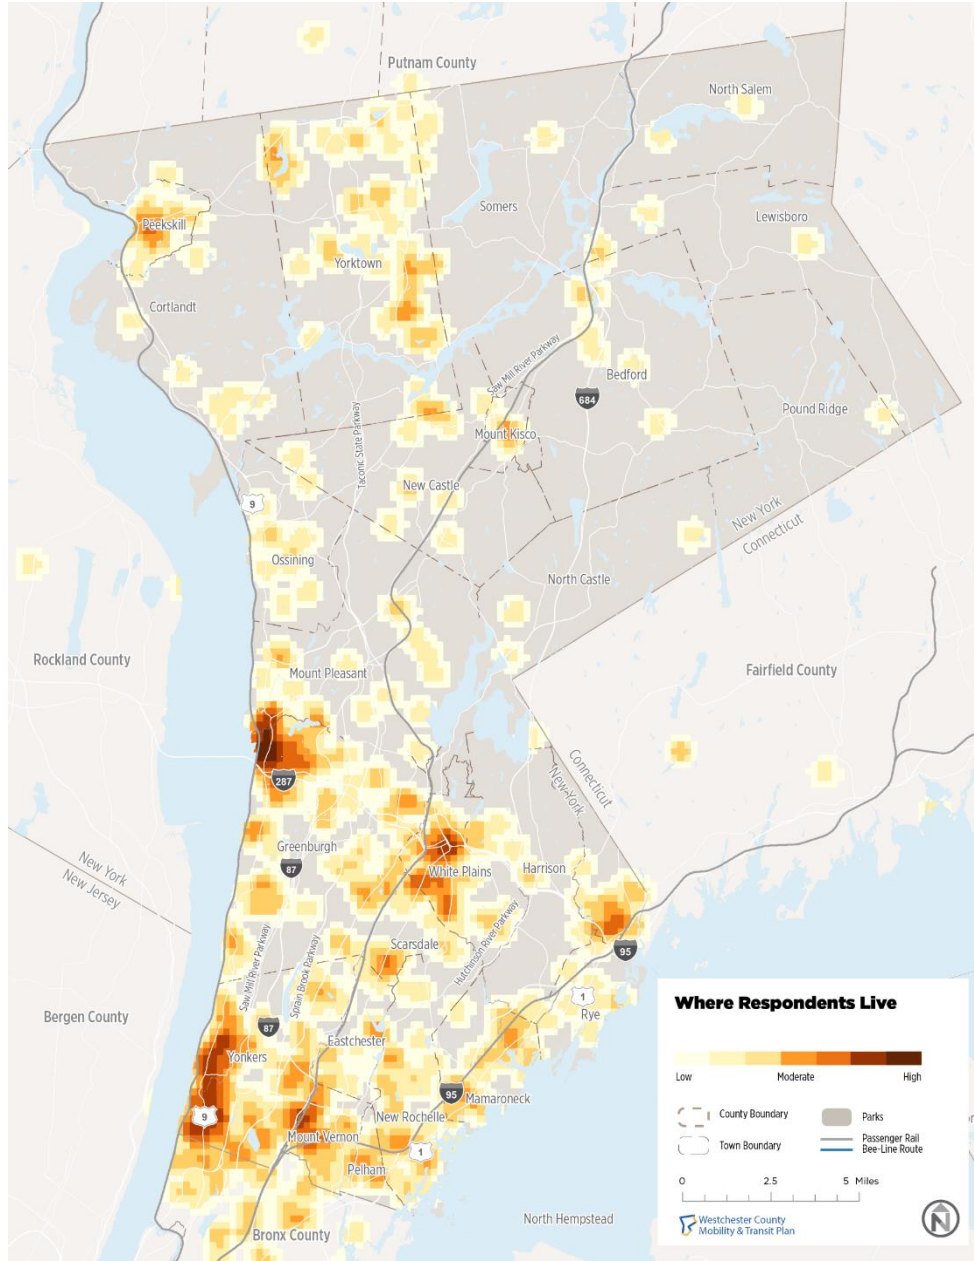 Putnam County
North Salem
Somers
Lewisboro
Peekskill
Yorktown
Cortlandt
Saw Mill River Parkway
Bedford
684
Pound Ridge
Taconic State Parkway
Mount Kisco
New Castle
9
New York
Connecticut
Ossining
North Castle
Rockland County
Mount Pleasant
Fairfield County
287
Connecticut
New York
Greenburgh
87
White Plains
Harrison
New York
New Jersey
Scarsdale
Hutchinson River Parkway
95
Saw Mill River Parkway
Sprain Brook Parkway
1
Rye
Bergen County
87
Yonkers
Eastchester
95
Mamaroneck
9
New Rochelle
Mount Vernon
1
Pelham
North Hempstead
Bronx County
Where Respondents Live
Low Moderate High
County Boundary
Parks
Town Boundary
Passenger Rail
Bee-Line Route
0 2.5 5 Miles
Westchester County
Mobility & Transit Plan
N